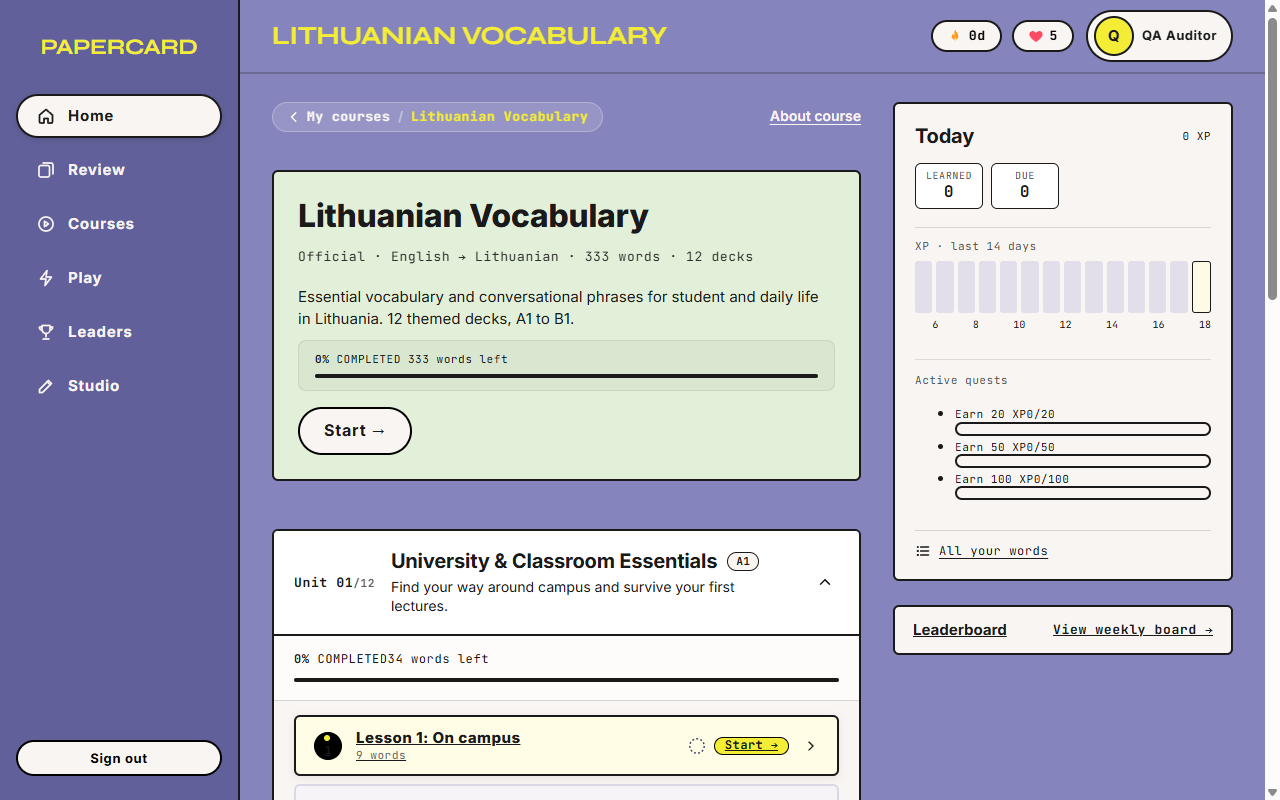 PAPERCARD
Home
Review
Courses
Play
Leaders
Studio
Sign out
LITHUANIAN VOCABULARY
0d
5
Q
QA Auditor
My courses / Lithuanian Vocabulary
About course
Lithuanian Vocabulary
Official · English → Lithuanian · 333 words · 12 decks
Essential vocabulary and conversational phrases for student and daily life
in Lithuania. 12 themed decks, A1 to B1.
0% COMPLETED 333 words left
Start →
Unit 01/12
University & Classroom Essentials A1
Find your way around campus and survive your first
lectures.
0% COMPLETED34 words left
1
Lesson 1: On campus
9 words
Start →
Today
0 XP
LEARNED
0
DUE
0
XP · last 14 days
6 8 10 12 14 16 18
Active quests
Earn 20 XP0/20
Earn 50 XP0/50
Earn 100 XP0/100
All your words
Leaderboard
View weekly board →